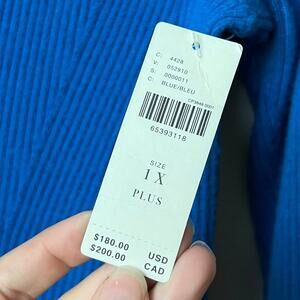 C: 4428
V: 052910
S: 0000011
C: BLUE/BLEU
65393118
SIZE
1X
PLUS
$180.00 USD
$200.00 CAD